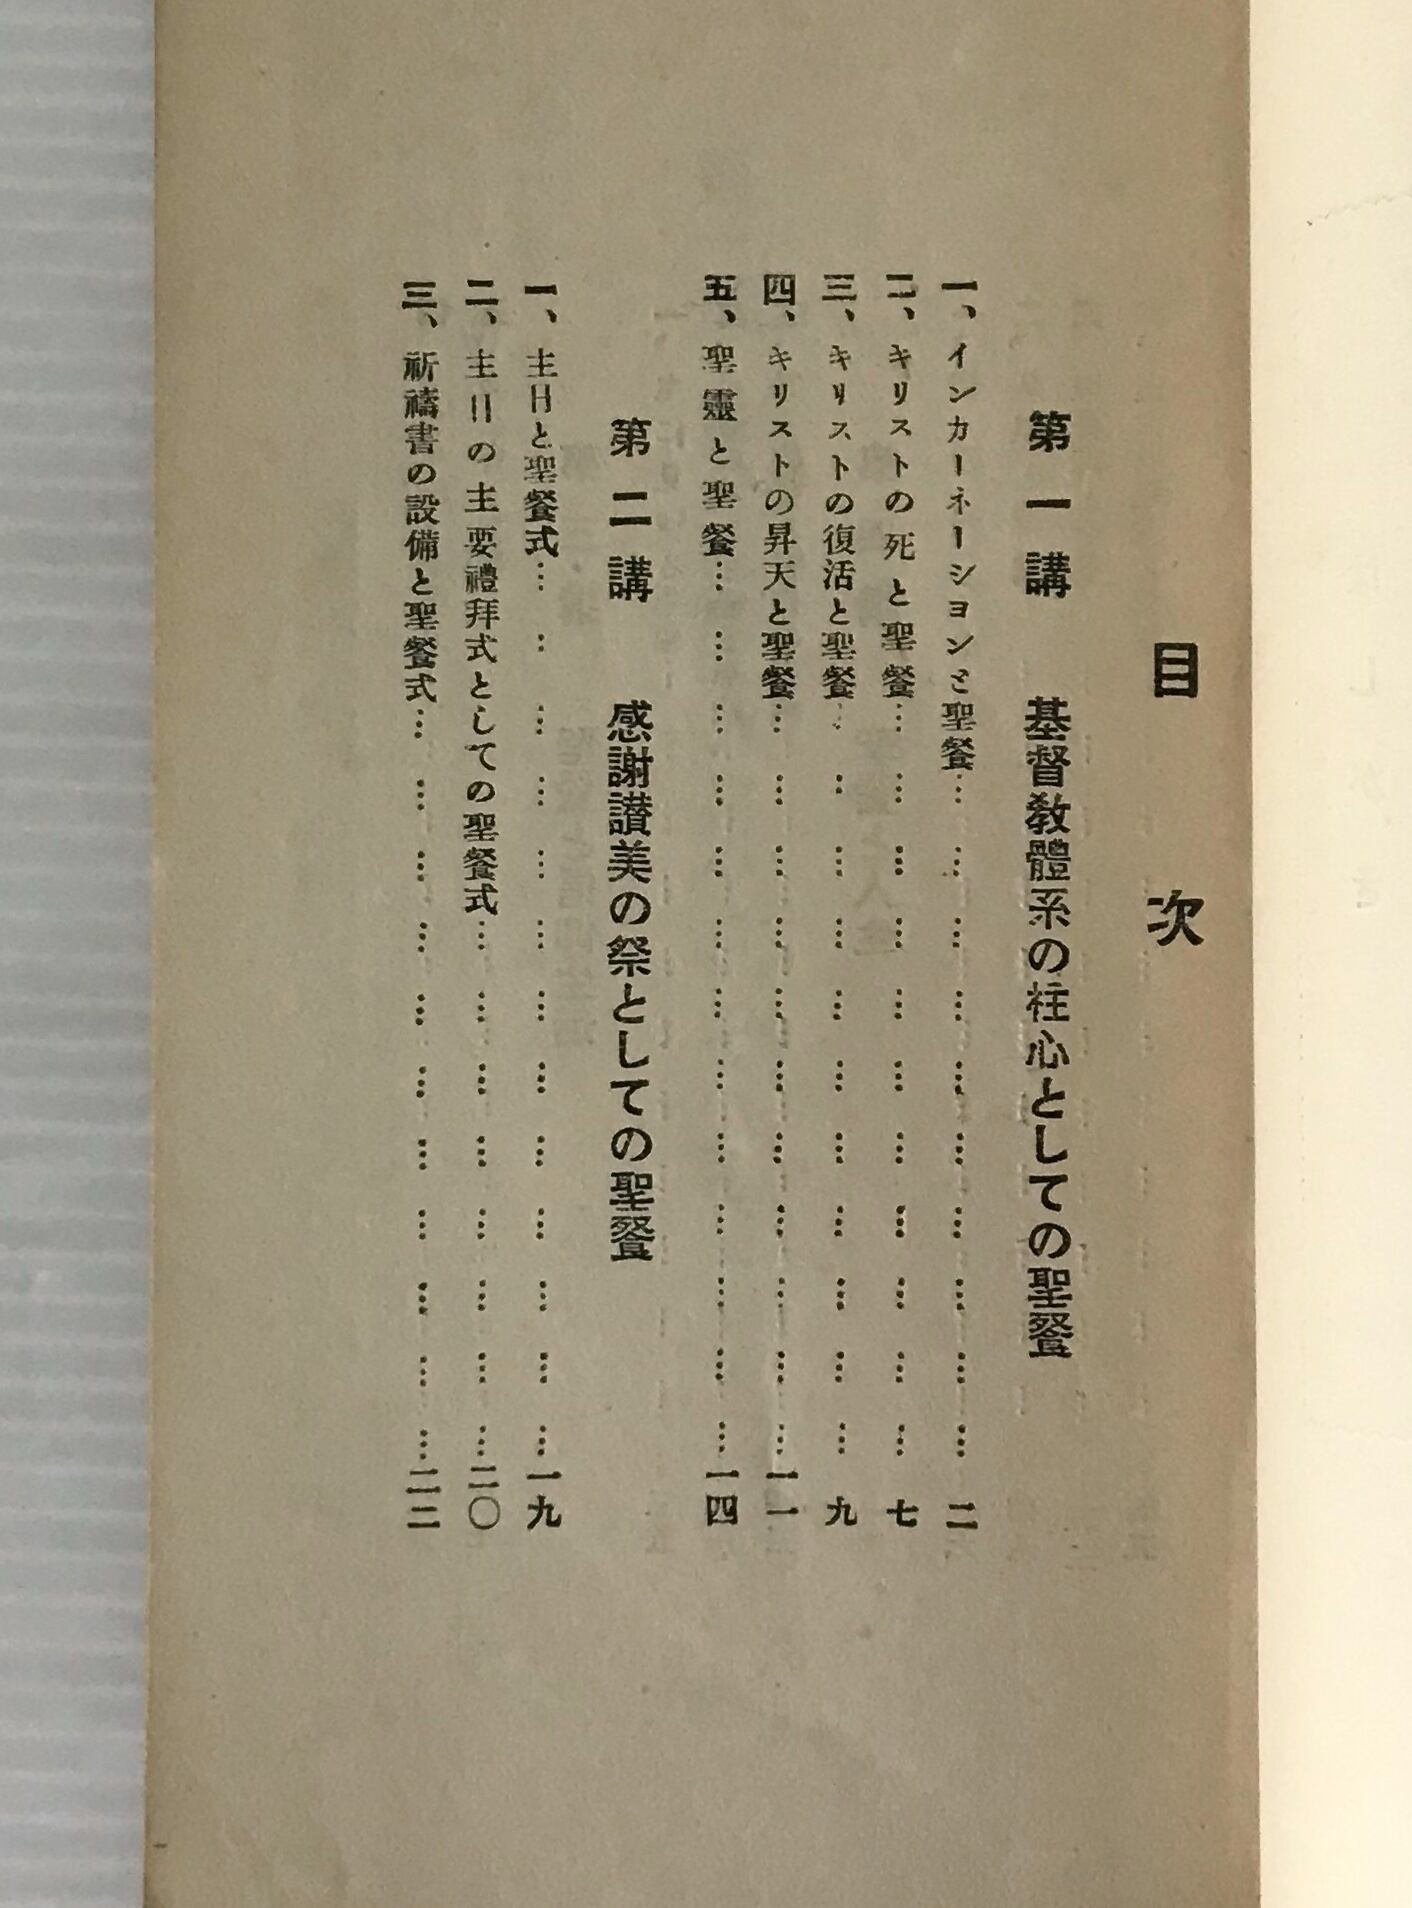 目次
第一講　基督敎體系の柱心としての聖餐
一、インカーネーションと聖餐………………………………二
二、キリストの死と聖餐………………………………七
三、キリストの復活と聖餐………………………………九
四、キリストの昇天と聖餐………………………………一一
五、聖靈と聖餐………………………………一四
第二講　感謝讃美の祭としての聖餐
一、主日と聖餐式………………………………一九
二、主日の主要禮拜式としての聖餐式………………………二〇
三、祈禱書の設備と聖餐式………………………………二二